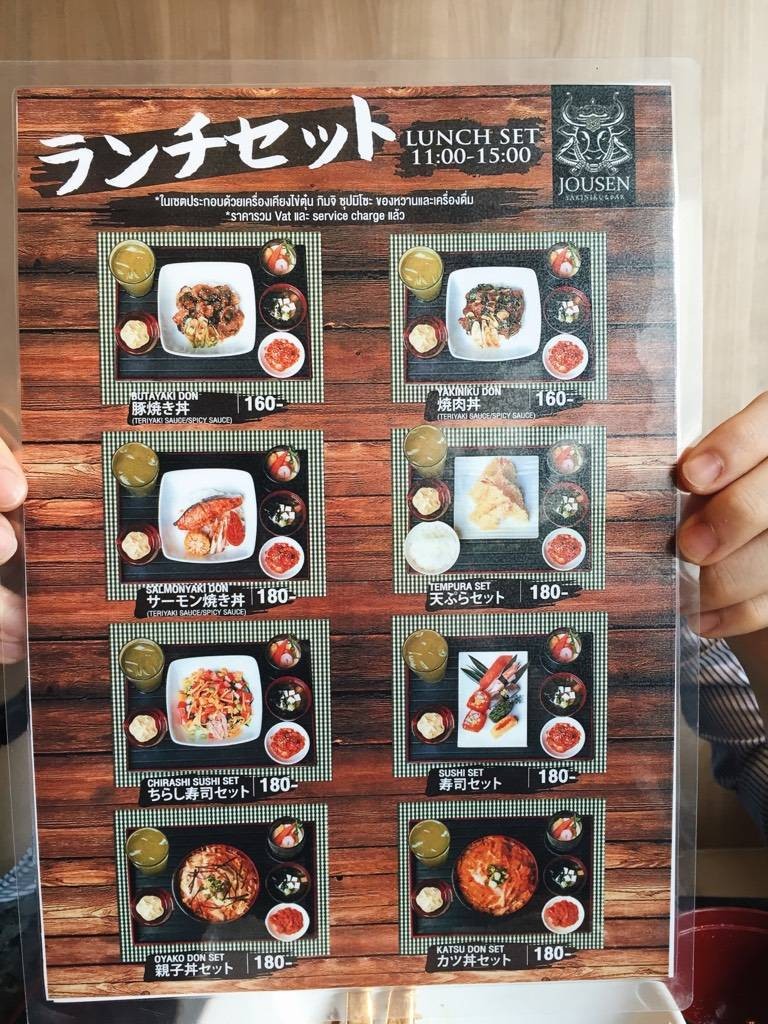 ランチセット
LUNCH SET
11:00-15:00
JOUSEN
YAKINIKU & BAR
*ในเซตประกอบด้วยเครื่องเคียงไข่ตุ๋น กิมจิ ซุปมิโซะ ของหวานและเครื่องดื่ม
*ราคารวม Vat และ service charge แล้ว
BUTAYAKI DON
豚焼き丼 160-
(TERIYAKI SAUCE/SPICY SAUCE)
YAKINIKU DON
焼肉丼 160-
(TERIYAKI SAUCE/SPICY SAUCE)
SALMONYAKI DON
サーモン焼き丼 180-
(TERIYAKI SAUCE/SPICY SAUCE)
TEMPURA SET
天ぷらセット 180-
CHIRASHI SUSHI SET
ちらし寿司セット 180-
SUSHI SET
寿司セット 180-
OYAKO DON SET
親子丼セット 180-
KATSU DON SET
カツ丼セット 180-